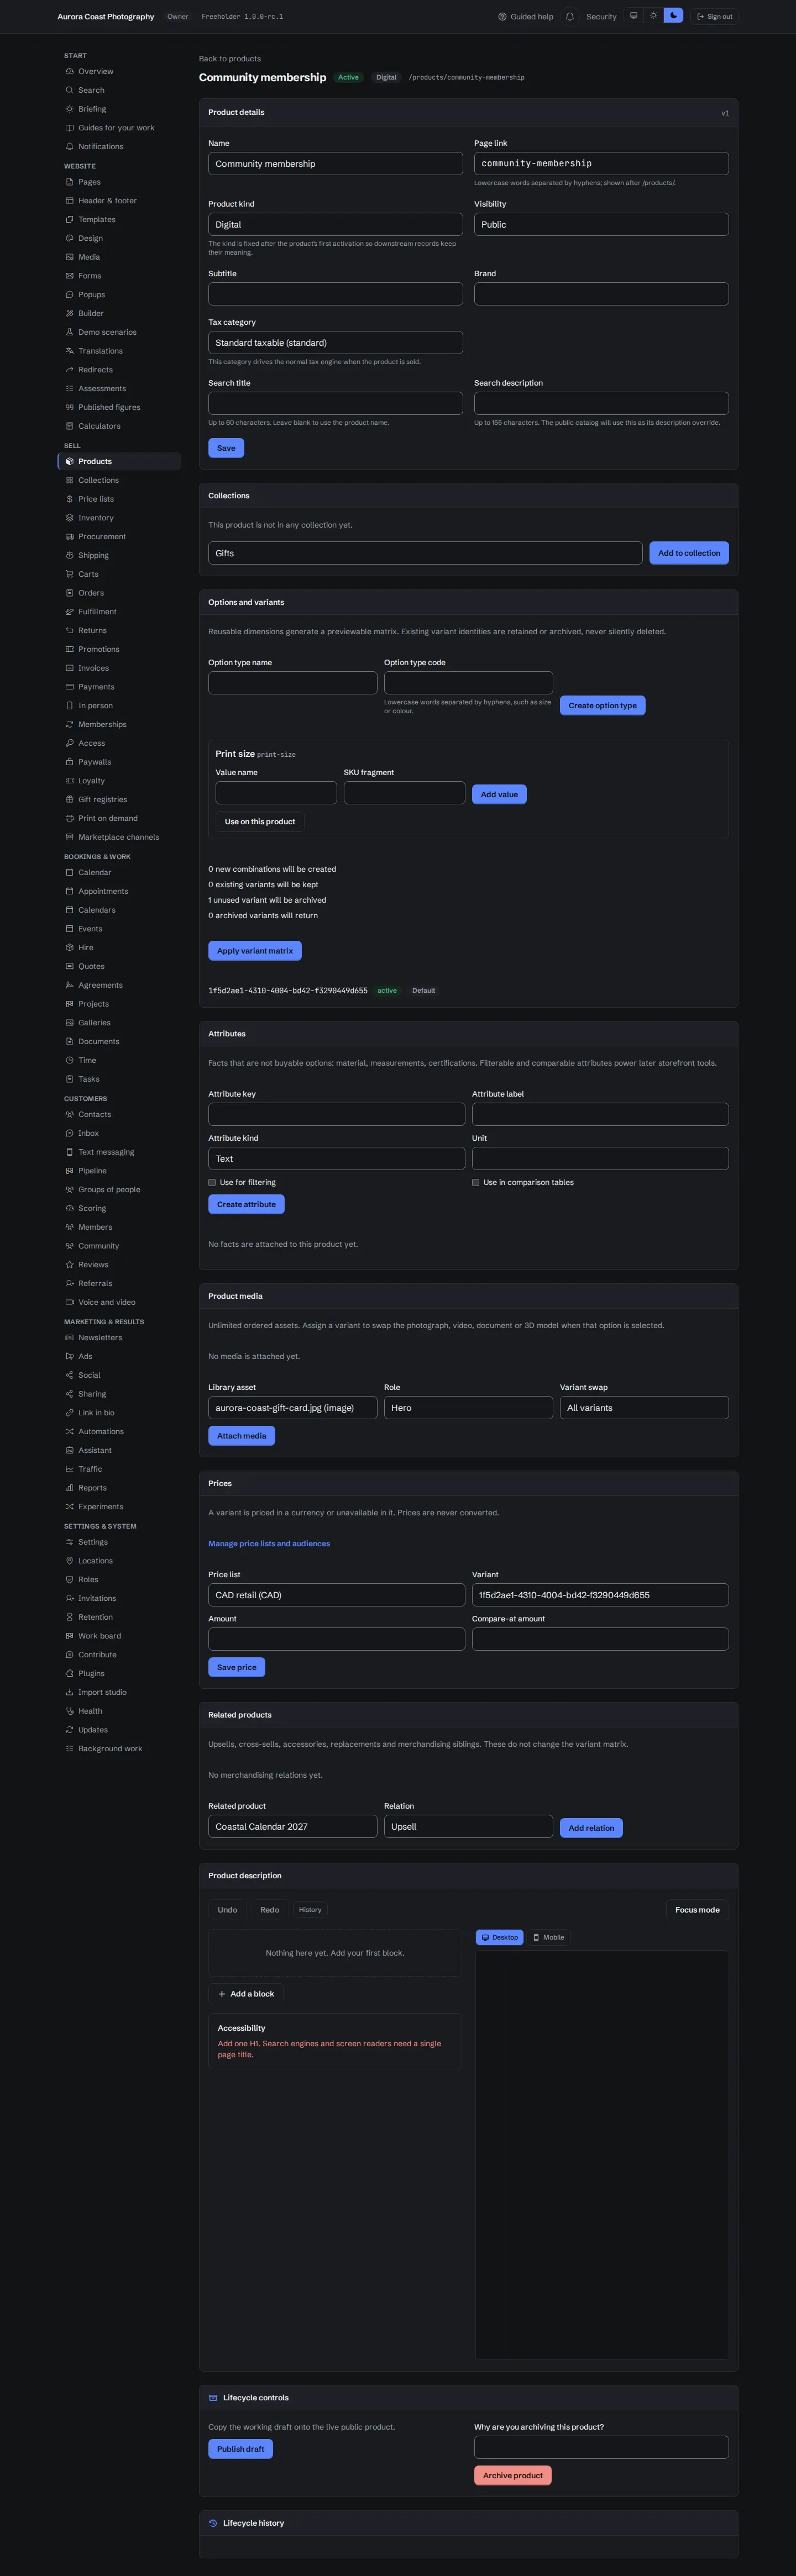 Aurora Coast Photography Owner Freeholder 1.0.0-rc.1 Guided help Security Sign out
START
Overview
Search
Briefing
Guides for your work
Notifications
WEBSITE
Pages
Header & footer
Templates
Design
Media
Forms
Popups
Builder
Demo scenarios
Translations
Redirects
Assessments
Published figures
Calculators
SELL
Products
Collections
Price lists
Inventory
Procurement
Shipping
Carts
Orders
Fulfillment
Returns
Promotions
Invoices
Payments
In person
Memberships
Access
Paywalls
Loyalty
Gift registries
Print on demand
Marketplace channels
BOOKINGS & WORK
Calendar
Appointments
Calendars
Events
Hire
Quotes
Agreements
Projects
Galleries
Documents
Time
Tasks
CUSTOMERS
Contacts
Inbox
Text messaging
Pipeline
Groups of people
Scoring
Members
Community
Reviews
Referrals
Voice and video
MARKETING & RESULTS
Newsletters
Ads
Social
Sharing
Link in bio
Automations
Assistant
Traffic
Reports
Experiments
SETTINGS & SYSTEM
Settings
Locations
Roles
Invitations
Retention
Work board
Contribute
Plugins
Import studio
Health
Updates
Background work
Back to products
Community membership Active Digital /products/community-membership
Product details v1
Name Page link
Community membership community-membership
Lowercase words separated by hyphens; shown after /products/.
Product kind Visibility
Digital Public
The kind is fixed after the product's first activation so downstream records keep
their meaning.
Subtitle Brand
Tax category
Standard taxable (standard)
This category drives the normal tax engine when the product is sold.
Search title Search description
Up to 60 characters. Leave blank to use the product name. Up to 155 characters. The public catalog will use this as its description override.
Save
Collections
This product is not in any collection yet.
Gifts Add to collection
Options and variants
Reusable dimensions generate a previewable matrix. Existing variant identities are retained or archived, never silently deleted.
Option type name Option type code
Lowercase words separated by hyphens, such as size
or colour.
Create option type
Print size print-size
Value name SKU fragment
Add value
Use on this product
0 new combinations will be created
0 existing variants will be kept
1 unused variant will be archived
0 archived variants will return
Apply variant matrix
1f5d2ae1-4310-4004-bd42-f3290449d655 active Default
Attributes
Facts that are not buyable options: material, measurements, certifications. Filterable and comparable attributes power later storefront tools.
Attribute key Attribute label
Attribute kind Unit
Text
Use for filtering Use in comparison tables
Create attribute
No facts are attached to this product yet.
Product media
Unlimited ordered assets. Assign a variant to swap the photograph, video, document or 3D model when that option is selected.
No media is attached yet.
Library asset Role Variant swap
aurora-coast-gift-card.jpg (image) Hero All variants
Attach media
Prices
A variant is priced in a currency or unavailable in it. Prices are never converted.
Manage price lists and audiences
Price list Variant
CAD retail (CAD) 1f5d2ae1-4310-4004-bd42-f3290449d655
Amount Compare-at amount
Save price
Related products
Upsells, cross-sells, accessories, replacements and merchandising siblings. These do not change the variant matrix.
No merchandising relations yet.
Related product Relation
Coastal Calendar 2027 Upsell Add relation
Product description
Undo Redo History Focus mode
Nothing here yet. Add your first block.
Add a block
Accessibility
Add one H1. Search engines and screen readers need a single
page title.
Desktop Mobile
Lifecycle controls
Copy the working draft onto the live public product. Why are you archiving this product?
Publish draft
Archive product
Lifecycle history